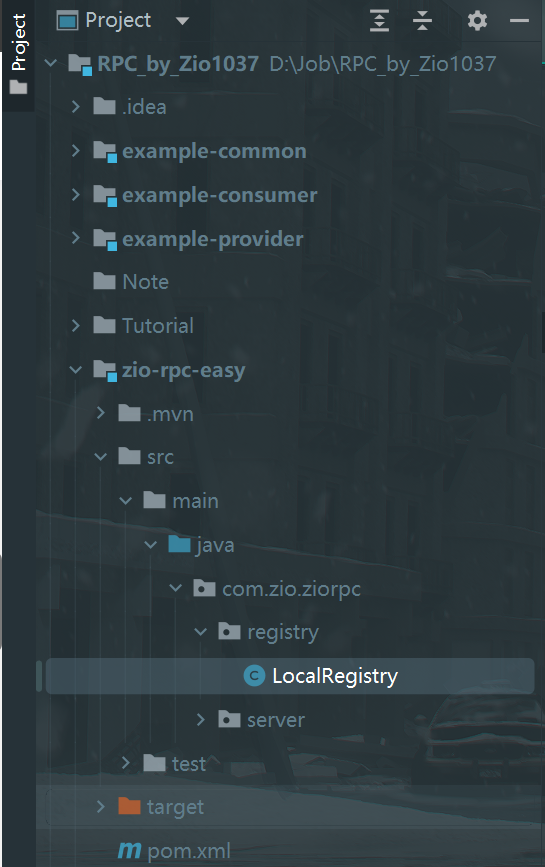 Project
Project
RPC_by_Zio1037 D:\Job\RPC_by_Zio1037
.idea
example-common
example-consumer
example-provider
Note
Tutorial
zio-rpc-easy
.mvn
src
main
java
com.zio.ziorpc
registry
C LocalRegistry
server
test
target
m pom.xml